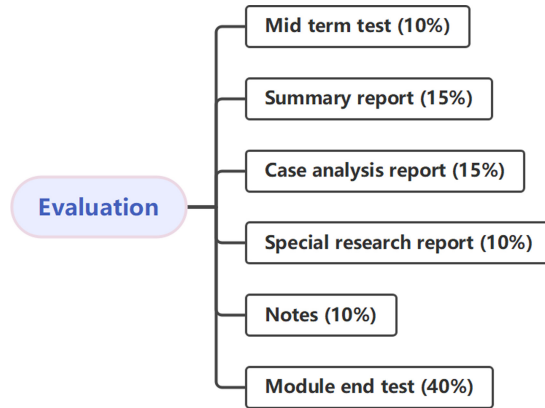 Mid term test (10%)
Summary report (15%)
Case analysis report (15%)
Evaluation
Special research report (10%)
Notes (10%)
Module end test (40%)